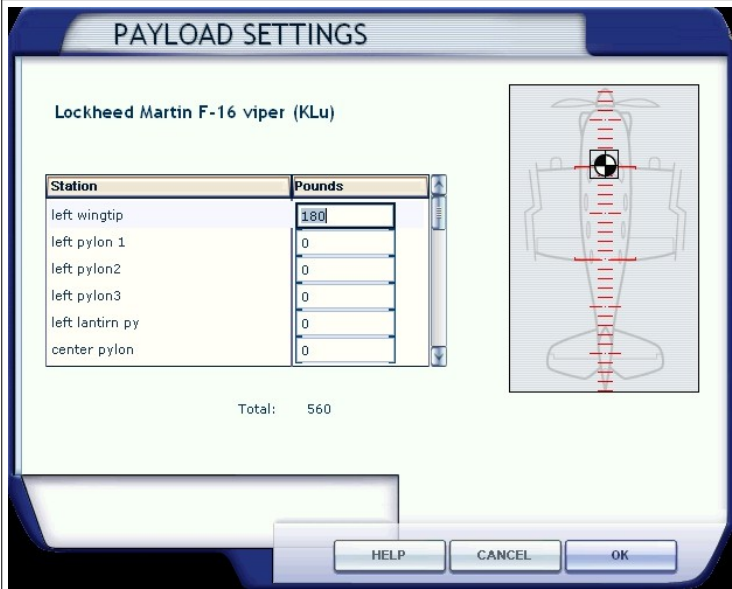 PAYLOAD SETTINGS
Lockheed Martin F-16 viper (KLu)
Station Pounds
left wingtip 180
left pylon 1 0
left pylon2 0
left pylon3 0
left lantirn py 0
center pylon 0
Total: 560
HELP CANCEL OK